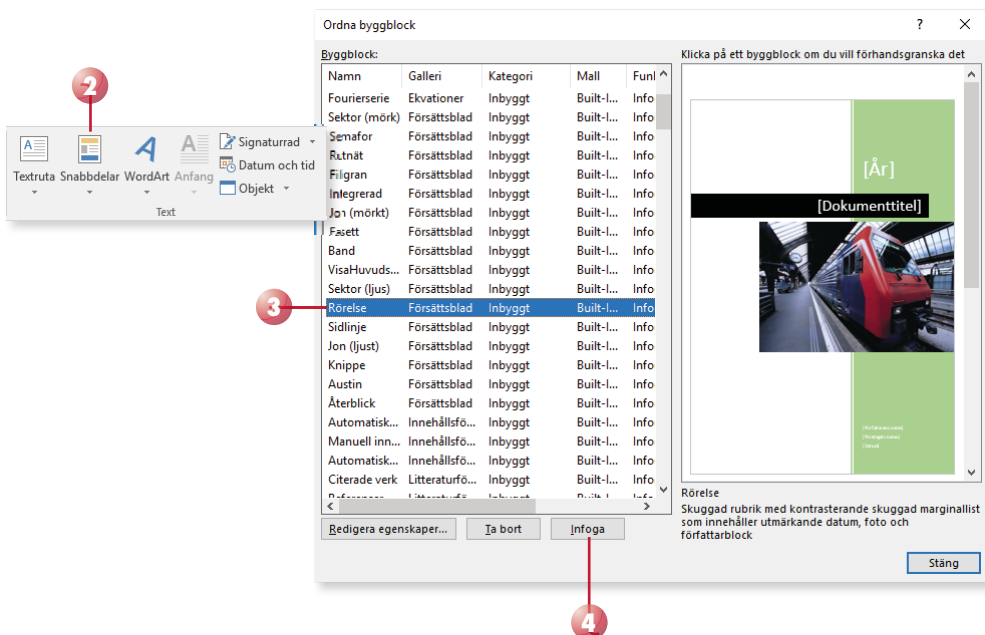 Ordna byggblock
?
Byggblock:
Klicka på ett byggblock om du vill förhandsgranska det
Namn Galleri Kategori Mall Funl
Fourierserie Ekvationer Inbyggt Built-I... Info
Sektor (mörk) Försättsblad Inbyggt Built-I... Info
Semafor Försättsblad Inbyggt Built-I... Info
Rutnät Försättsblad Inbyggt Built-I... Info
Filigran Försättsblad Inbyggt Built-I... Info
Integrerad Försättsblad Inbyggt Built-I... Info
Jon (mörkt) Försättsblad Inbyggt Built-I... Info
Fasett Försättsblad Inbyggt Built-I... Info
Band Försättsblad Inbyggt Built-I... Info
VisaHuvuds... Försättsblad Inbyggt Built-I... Info
Sektor (ljus) Försättsblad Inbyggt Built-I... Info
Rörelse Försättsblad Inbyggt Built-I... Info
Sidlinje Försättsblad Inbyggt Built-I... Info
Jon (ljust) Försättsblad Inbyggt Built-I... Info
Knippe Försättsblad Inbyggt Built-I... Info
Austin Försättsblad Inbyggt Built-I... Info
Återblick Försättsblad Inbyggt Built-I... Info
Automatisk... Innehållsfö... Inbyggt Built-I... Info
Manuell inn... Innehållsfö... Inbyggt Built-I... Info
Automatisk... Innehållsfö... Inbyggt Built-I... Info
Citerade verk Litteraturfö... Inbyggt Built-I... Info
Redigera egenskaper... Ta bort Infoga
[År]
[Dokumenttitel]
Rörelse
Skuggad rubrik med kontrasterande skuggad marginallist
som innehåller utmärkande datum, foto och
författarblock
Stäng
2
A
A
A
Signaturrad
Datum och tid
Objekt
Textruta Snabbdelar WordArt Anfang
Text
3
4